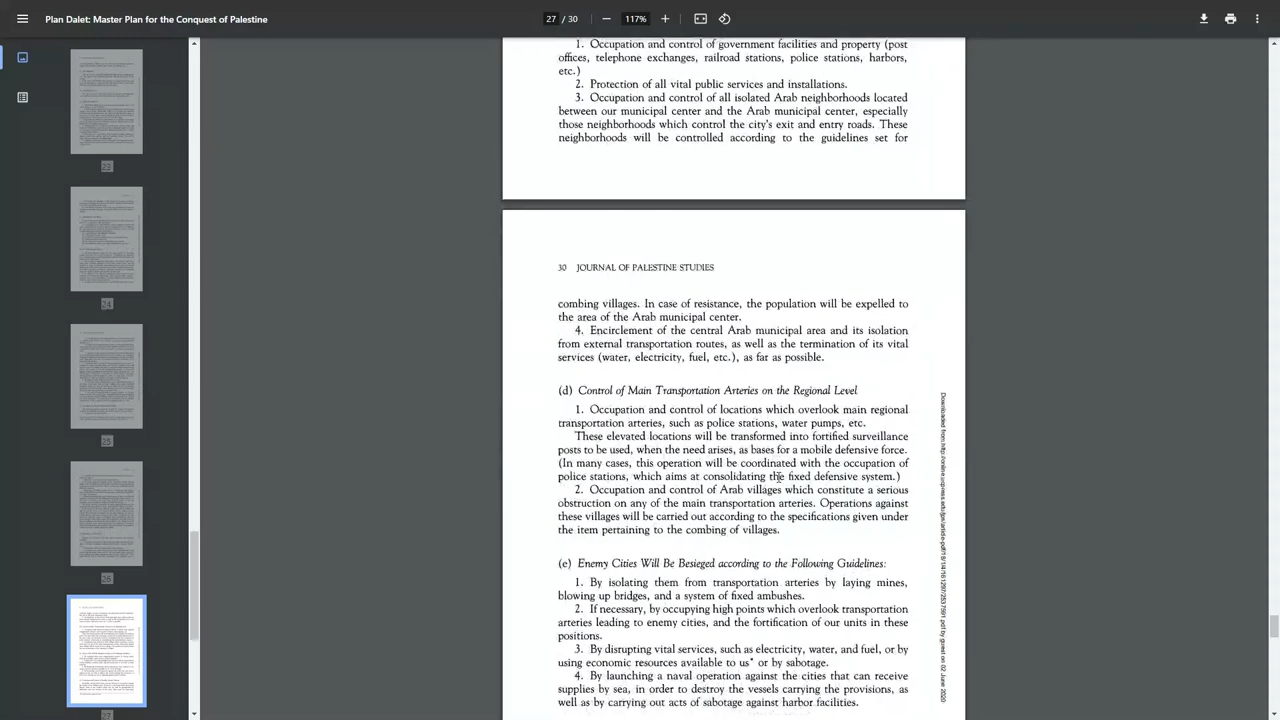 Plan Dalet: Master Plan for the Conquest of Palestine
27 / 30
117%
23
24
25
26
27
1. Occupation and control of government facilities and property (post
offices, telephone exchanges, railroad stations, police stations, harbors,
etc.)
2. Protection of all vital public services and installations.
3. Occupation and control of all isolated Arab neighborhoods located
between our municipal center and the Arab municipal center, especially
those neighborhoods which control the city's exit and entry roads. These
neighborhoods will be controlled according to the guidelines set for
30 JOURNAL OF PALESTINE STUDIES
combing villages. In case of resistance, the population will be expelled to
the area of the Arab municipal center.
4. Encirclement of the central Arab municipal area and its isolation
from external transportation routes, as well as the termination of its vital
services (water, electricity, fuel, etc.), as far as possible.
(d) Control of Main Transportation Arteries on the Regional Level
1. Occupation and control of locations which overlook main regional
transportation arteries, such as police stations, water pumps, etc.
These elevated locations will be transformed into fortified surveillance
posts to be used, when the need arises, as bases for a mobile defensive force.
(In many cases, this operation will be coordinated with the occupation of
police stations, which aims at consolidating the fixed defensive system.)
2. Occupation and control of Arab villages which constitute a serious
obstruction on any of the main transportation arteries. Operations against
these villages will be carried out according to the specifications given under
the item pertaining to the combing of villages.
(e) Enemy Cities Will Be Besieged according to the Following Guidelines:
1. By isolating them from transportation arteries by laying mines,
blowing up bridges, and a system of fixed ambushes.
2. If necessary, by occupying high points which overlook transportation
arteries leading to enemy cities, and the fortification of our units in these
positions.
3. By disrupting vital services, such as electricity, water, and fuel, or by
using economic resources available to us* or by sabotage.
4. By launching a naval operation against the cities that can receive
supplies by sea, in order to destroy the vessels carrying the provisions, as
well as by carrying out acts of sabotage against harbor facilities.
by guest on 02 June 2020